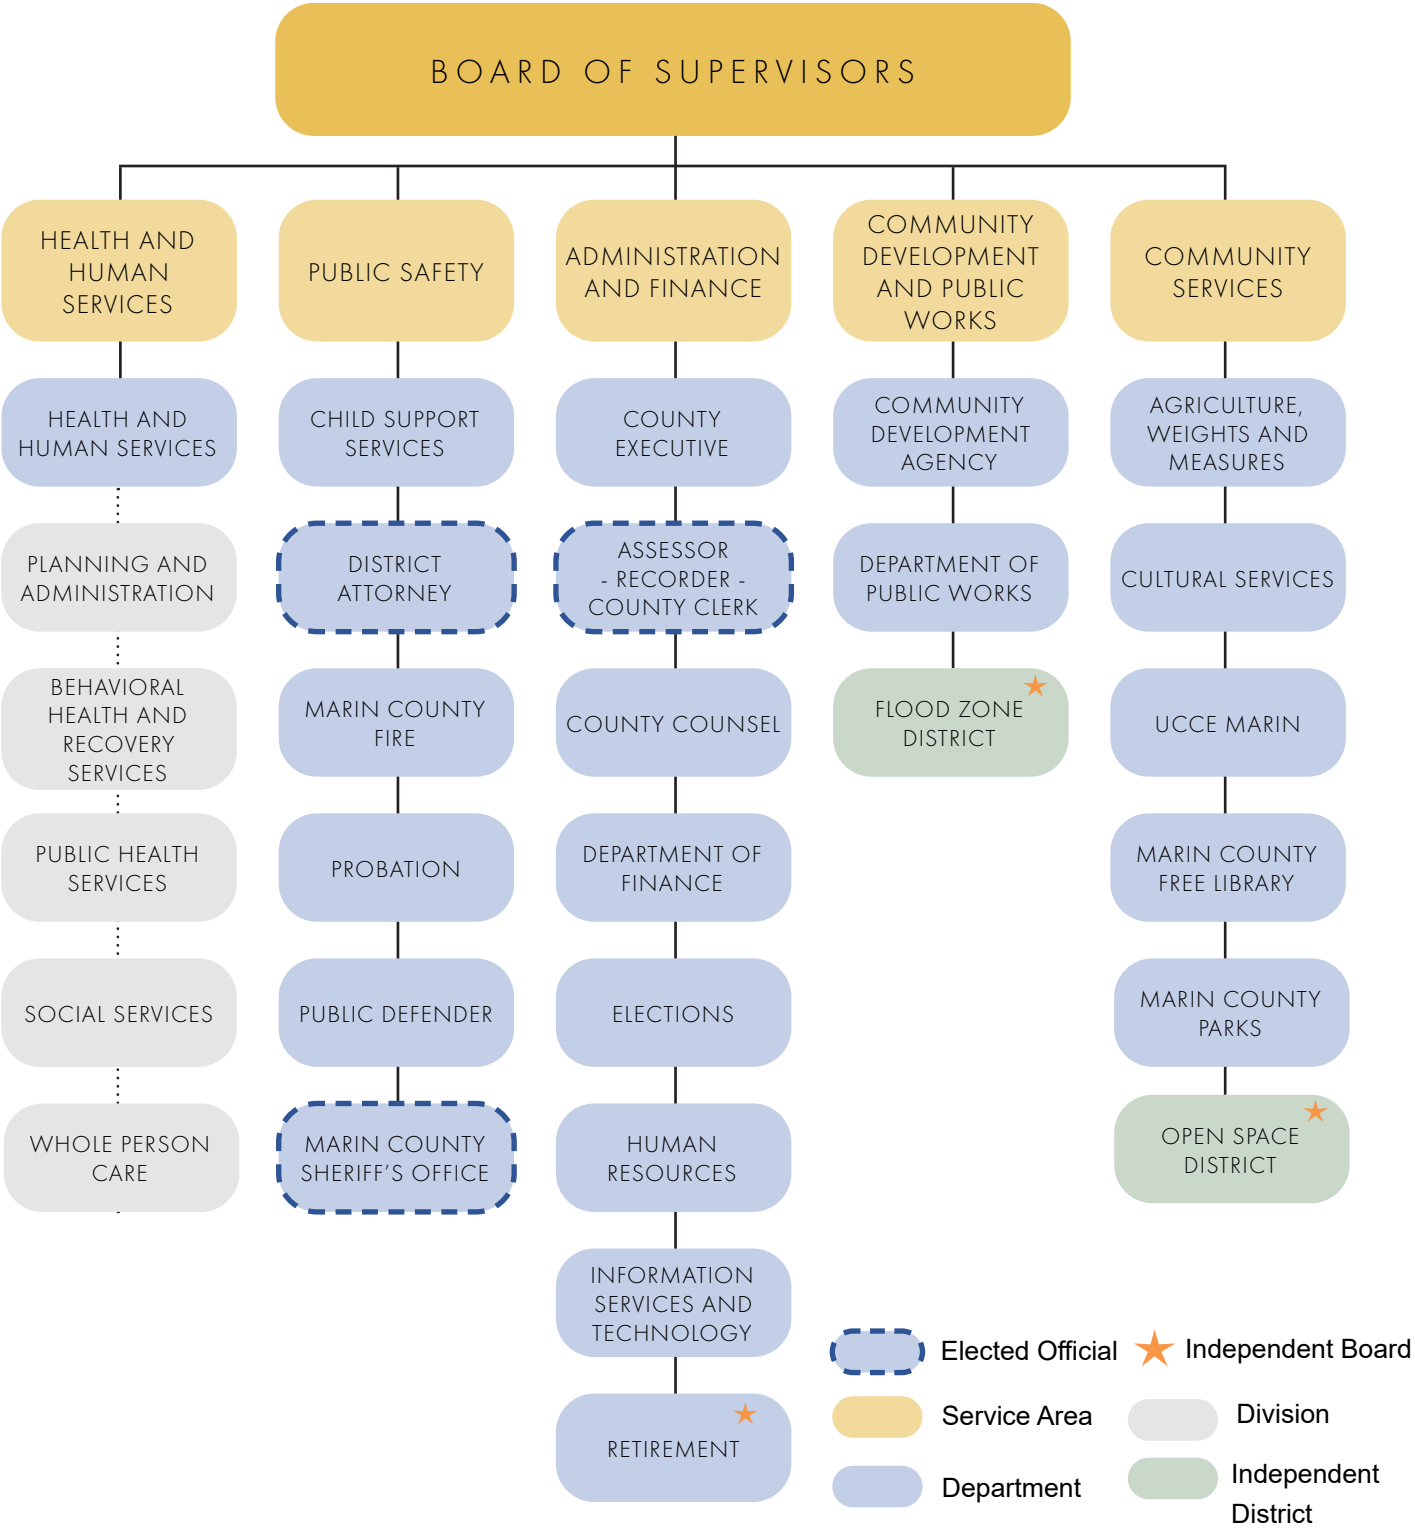 BOARD OF SUPERVISORS
HEALTH AND
HUMAN
SERVICES
HEALTH AND
HUMAN SERVICES
PLANNING AND
ADMINISTRATION
BEHAVIORAL
HEALTH AND
RECOVERY
SERVICES
PUBLIC HEALTH
SERVICES
SOCIAL SERVICES
WHOLE PERSON
CARE
PUBLIC SAFETY
CHILD SUPPORT
SERVICES
DISTRICT
ATTORNEY
MARIN COUNTY
FIRE
PROBATION
PUBLIC DEFENDER
MARIN COUNTY
SHERIFF’S OFFICE
ADMINISTRATION
AND FINANCE
COUNTY
EXECUTIVE
ASSESSOR
- RECORDER -
COUNTY CLERK
COUNTY COUNSEL
DEPARTMENT OF
FINANCE
ELECTIONS
HUMAN
RESOURCES
INFORMATION
SERVICES AND
TECHNOLOGY
RETIREMENT
COMMUNITY
DEVELOPMENT
AND PUBLIC
WORKS
COMMUNITY
DEVELOPMENT
AGENCY
DEPARTMENT OF
PUBLIC WORKS
FLOOD ZONE
DISTRICT
COMMUNITY
SERVICES
AGRICULTURE,
WEIGHTS AND
MEASURES
CULTURAL SERVICES
UCCE MARIN
MARIN COUNTY
FREE LIBRARY
MARIN COUNTY
PARKS
OPEN SPACE
DISTRICT
Elected Official
Service Area
Department
Independent Board
Division
Independent
District